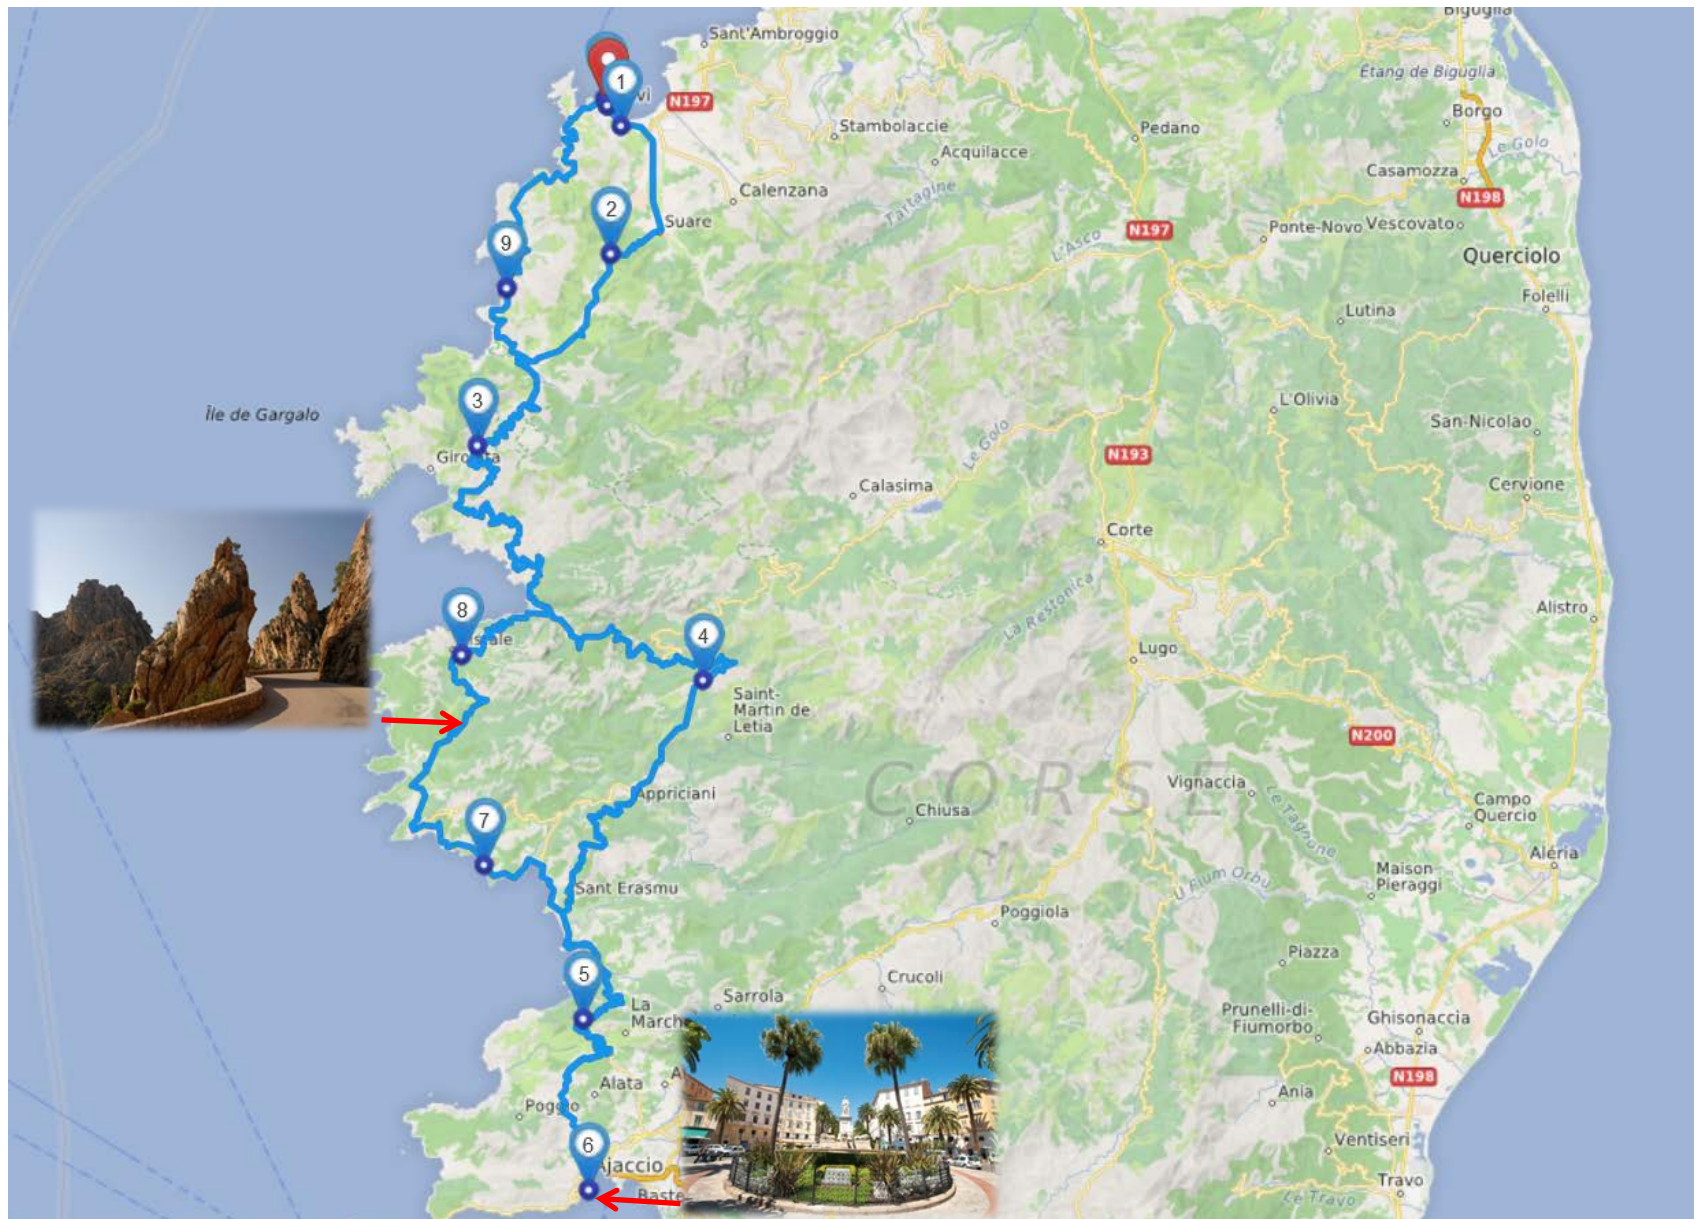 Biguglia
Sant'Ambroggio
Étang de Biguglia
1
N197
Borgo
Stambolaccie
Pedano
Le Golo
Acquilacce
Casamozza
Calenzana
Tartagine
N198
2
Suare
N197
Ponte-Novo
Vescovato
9
L'Asco
Querciolo
Folelli
Lutina
3
L'Olivia
Île de Gargalo
San-Nicolao
Le Golo
Girolata
N193
Calasima
Cervione
Corte
La Restonica
Alistro
8
4
Lugo
Saint-
Martin de
Letia
N200
CORSE
Vignaccia
Appriciani
Campo
Quercio
Chiusa
7
Le Tagnone
Aléria
Maison
Pieraggi
Sant Erasmu
U Fium Orbu
Poggiola
Piazza
5
Crucoli
Sarrola
La
Prunelli-di-
Fiumorbo
Ghisonaccia
Abbazia
N198
Alata
Ania
Poggio
6
Ventiseri
Ajaccio
Travo
Le Travo